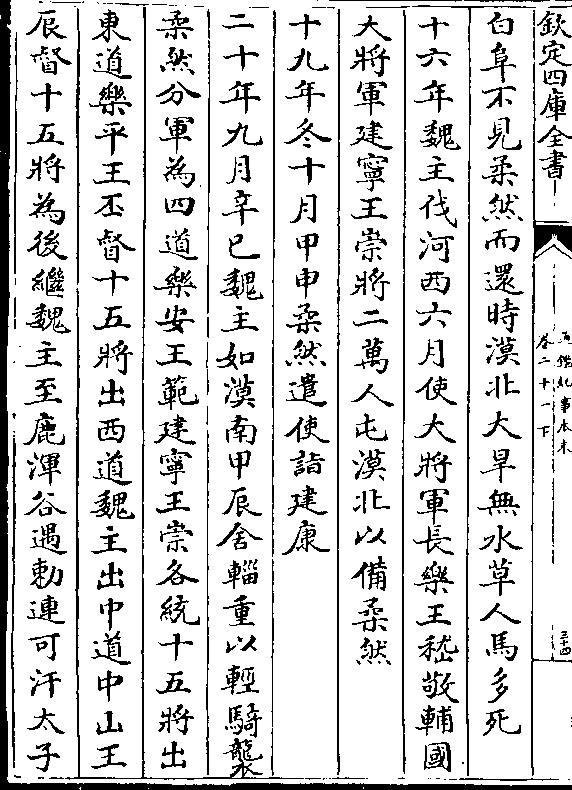 欽定四庫全書
通鑑紀事本末
卷二十一下
三十四
白阜不見柔然而還時漠北大旱無水草人馬多死
十六年魏主伐河西六月使大將軍長樂王嵇敬輔國
大將軍建寧王崇將二萬人屯漠北以備柔然
十九年冬十月甲申柔然遣使詣建康
二十年九月辛巳魏主如漠南甲辰舍輜重以輕騎襲
柔然分軍為四道樂安王範建寧王崇各統十五將出
東道樂平王丕督十五將出西道魏主出中道中山王
辰督十五將為後繼魏主至鹿渾谷遇勅連可汗太子